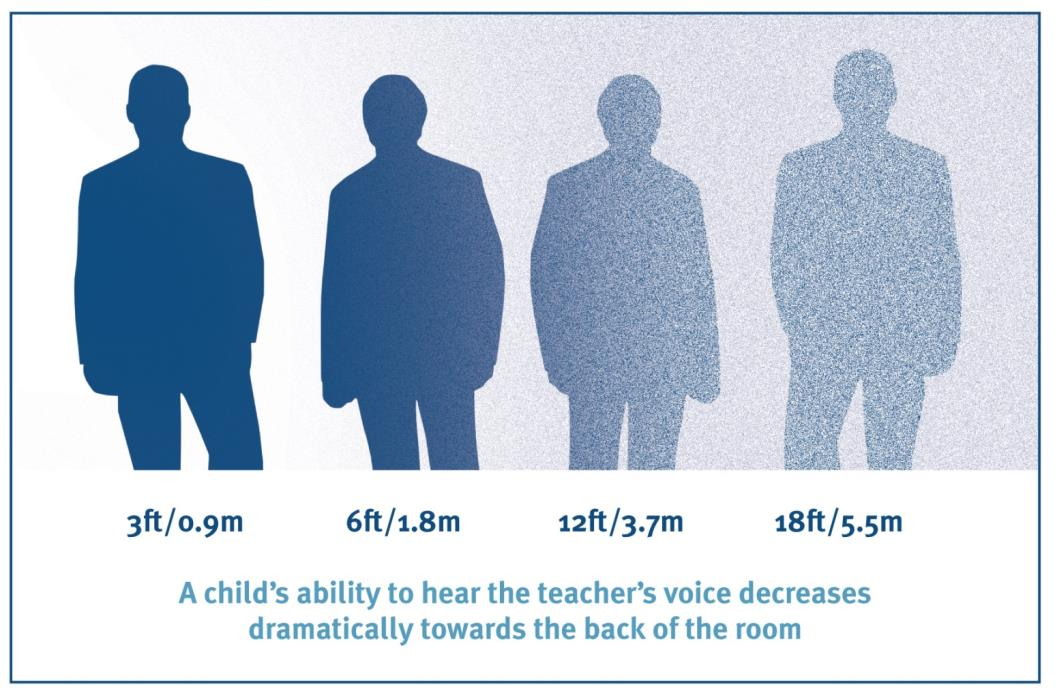 3ft/0.9m 6ft/1.8m 12ft/3.7m 18ft/5.5m
A child’s ability to hear the teacher’s voice decreases
dramatically towards the back of the room